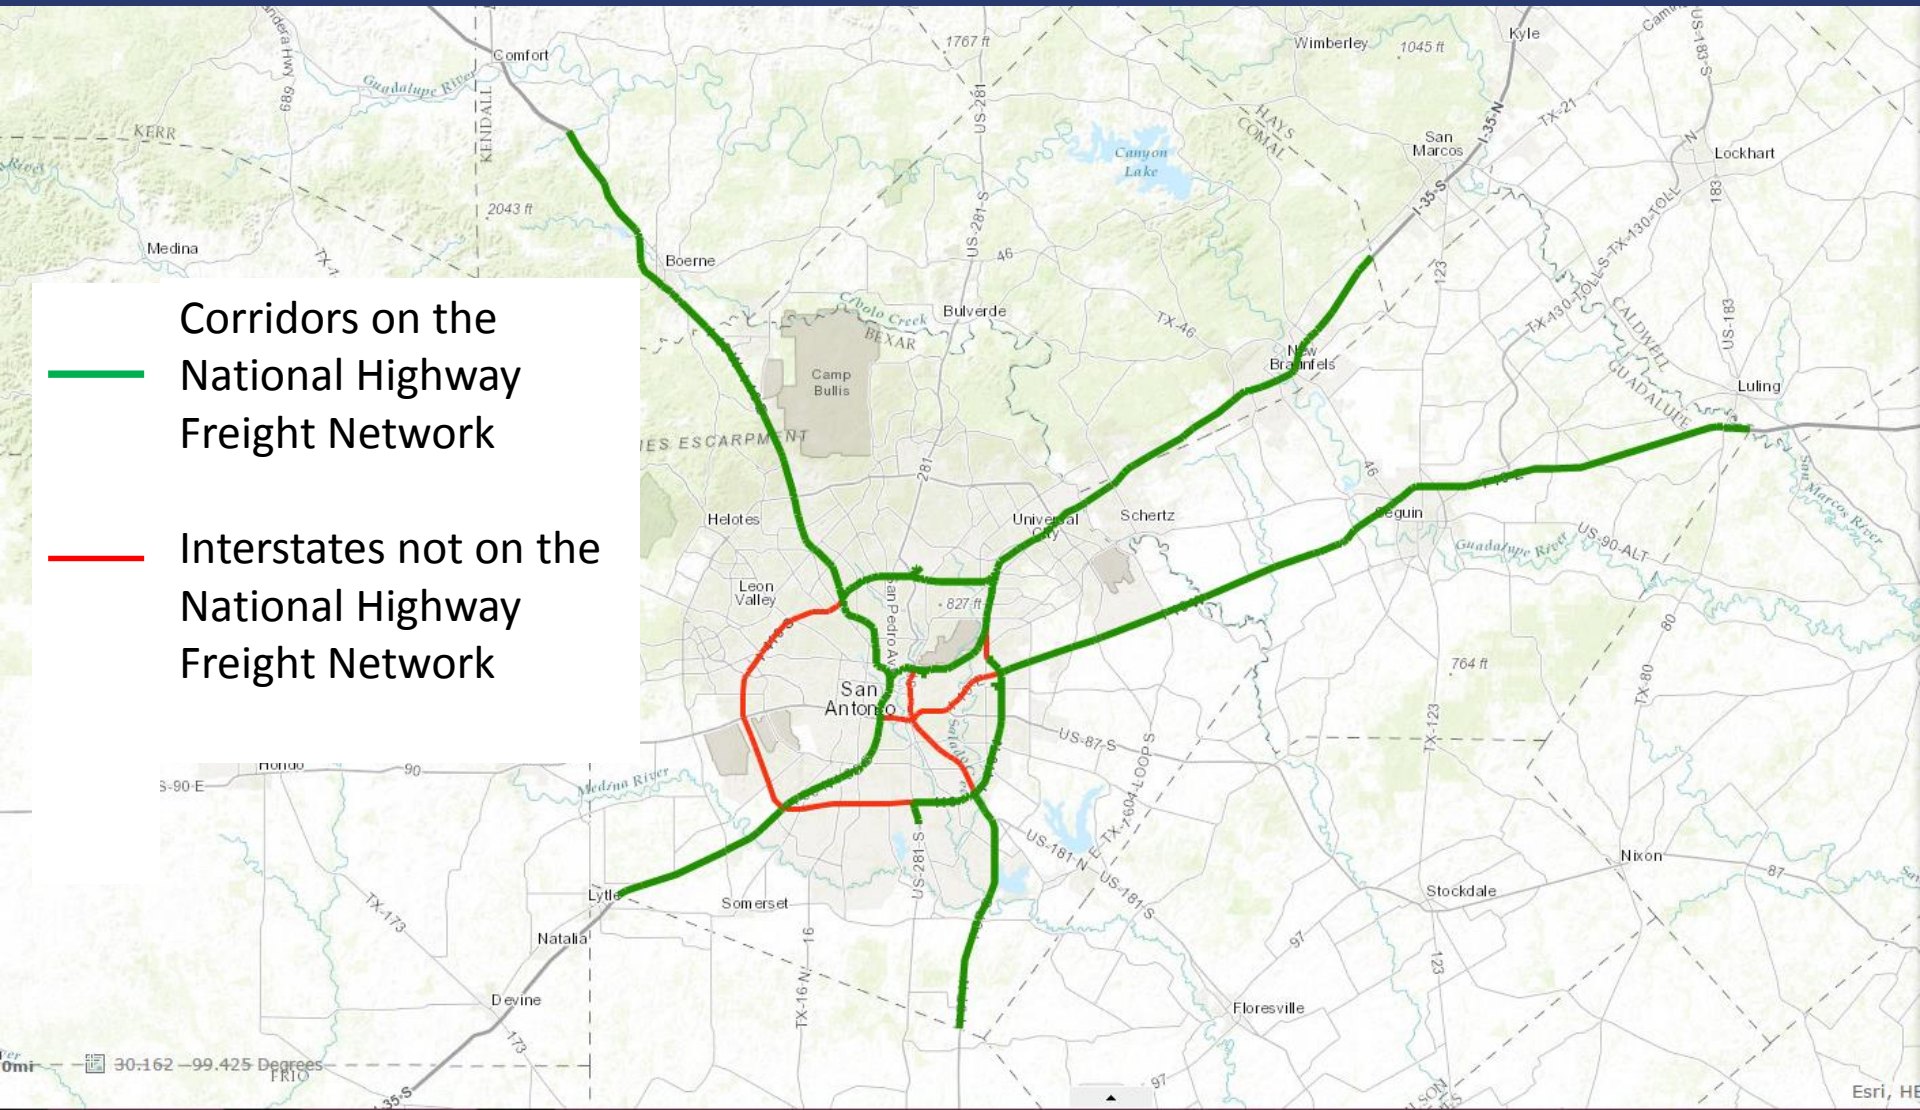 Corridors on the
National Highway
Freight Network
Interstates not on the
National Highway
Freight Network
Comfort
Guadalupe River
689
KENDALL
KERR
2043 ft
Medina
Boerne
1767 ft
US-281
US-281-S
46
Canyon
Lake
Wimberley
1045 ft
Kyle
US-183-S
HAYS
COMAL
I-35-N
TX-21
San
Marcos
I-35-S
N
Lockhart
183
TX-130-TOLL
TX-130-TOLL-S
123
US-183
CALDWELL
GUADALUPE
Cibolo Creek
BEXAR
Bulverde
TX-46
New
Braunfels
Camp
Bullis
Luling
San Marcos River
281
46
Helotes
Universal
City
Schertz
Seguin
Guadalupe River
US-90-ALT
Leon
Valley
827 ft
San
Antonio
US-87-S
764 ft
80
TX-80
TX-123
Hondo
S-90-E
90
Medina River
US-281-S
US-181-N
US-181-S
Nixon
87
Stockdale
Lytle
Somerset
TX-173
Natalia
TX-16-N
16
97
123
Devine
173
Floresville
0mi
30.162 -99.425 Degrees
FRIO
35-S
97
Esri, HE